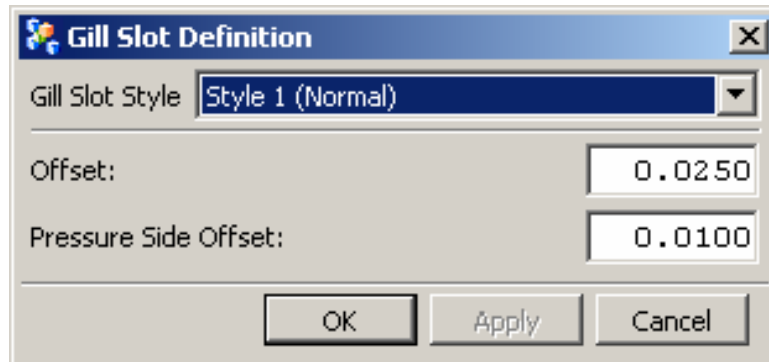 Gill Slot Definition
Gill Slot Style Style 1 (Normal)
Offset: 0.0250
Pressure Side Offset: 0.0100
OK Apply Cancel